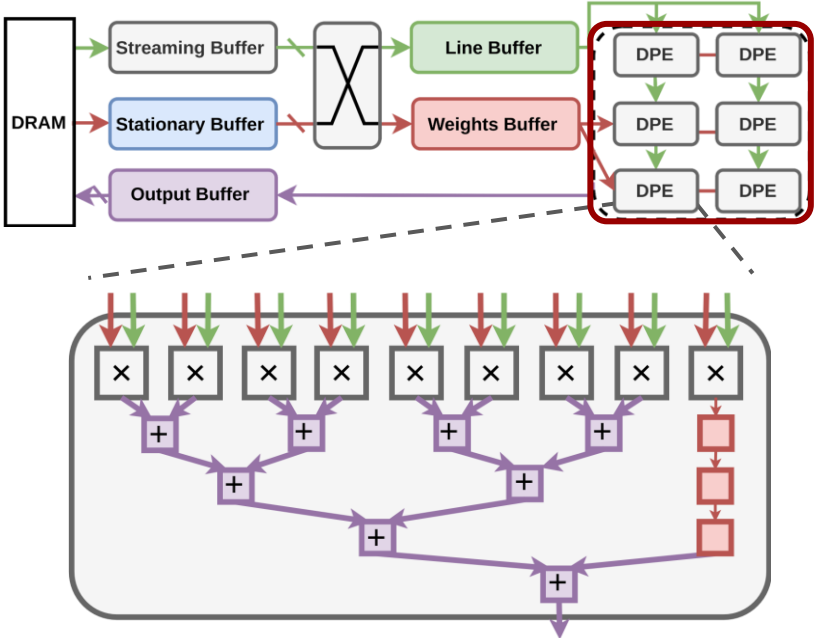 DRAM
Streaming Buffer
Line Buffer
DPE DPE
Stationary Buffer
Weights Buffer
DPE DPE
Output Buffer
DPE DPE
× × × × × × × × ×
+ + + +
+ +
+
+